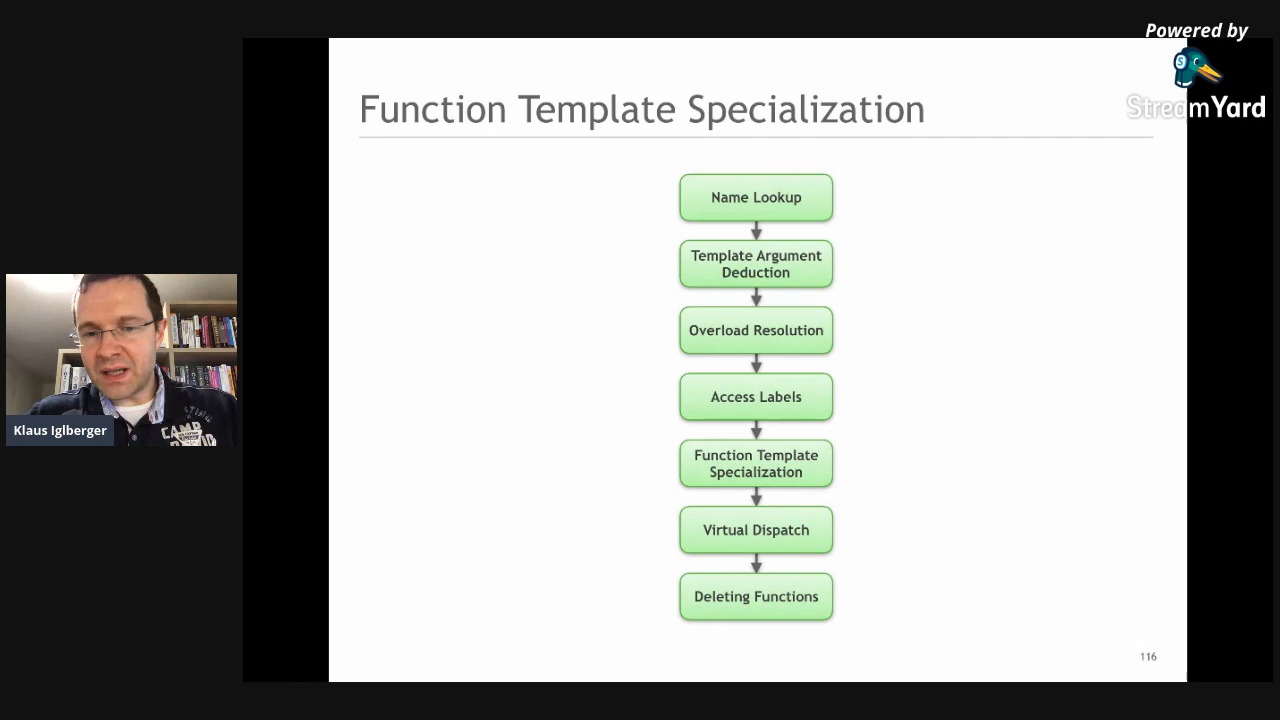 Powered by
StreamYard
Function Template Specialization
Name Lookup
Template Argument
Deduction
Overload Resolution
Access Labels
Function Template
Specialization
Virtual Dispatch
Deleting Functions
Klaus Iglberger
CAMP
116